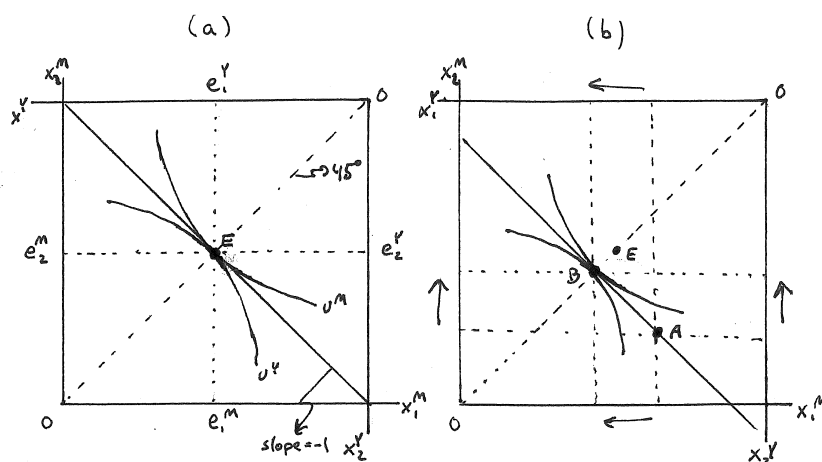 (a)
x₂ᴹ
e₁ʸ
xʸ
0
45°
e₂ᴹ
E
e₂ʸ
Uᴹ
Uʸ
0
e₁ᴹ
x₁ᴹ
slope=-1
x₂ʸ
(b)
x₂ᴹ
x₁ʸ
0
E
B
A
0
x₁ᴹ
x₂ʸ